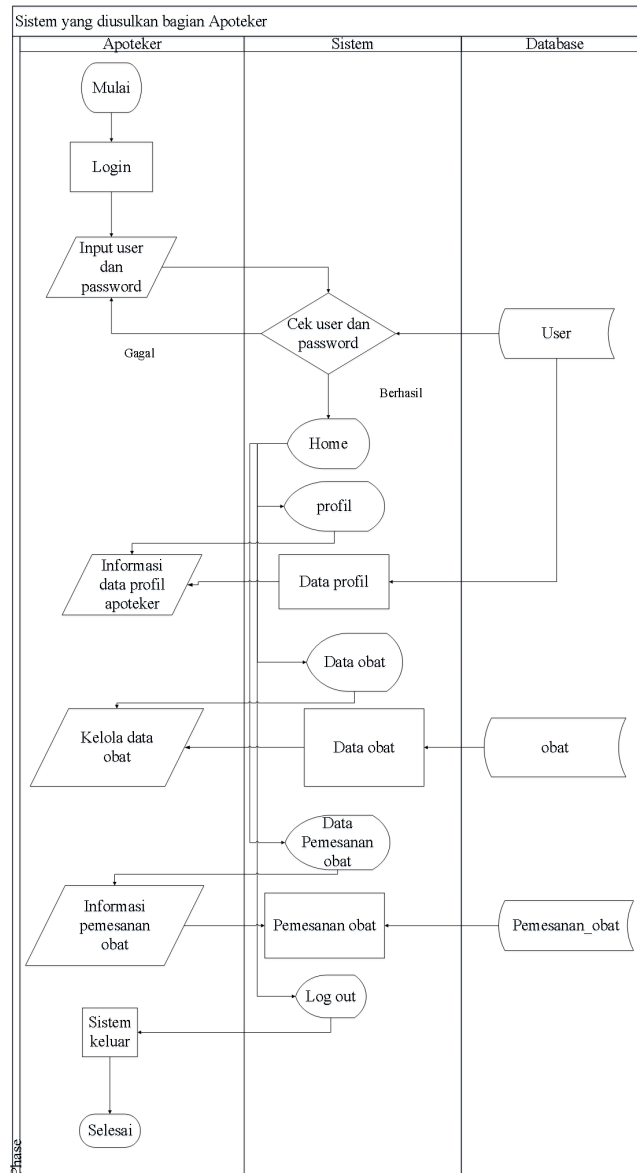 Sistem yang diusulkan bagian Apoteker
Apoteker
Sistem
Database
Mulai
Login
Input user
dan
password
Cek user dan
password
User
Gagal
Berhasil
Home
profil
Informasi
data profil
apoteker
Data profil
Data obat
Kelola data
obat
Data obat
obat
Data
Pemesanan
obat
Informasi
pemesanan
obat
Pemesanan obat
Pemesanan_obat
Log out
Sistem
keluar
Selesai
Phase